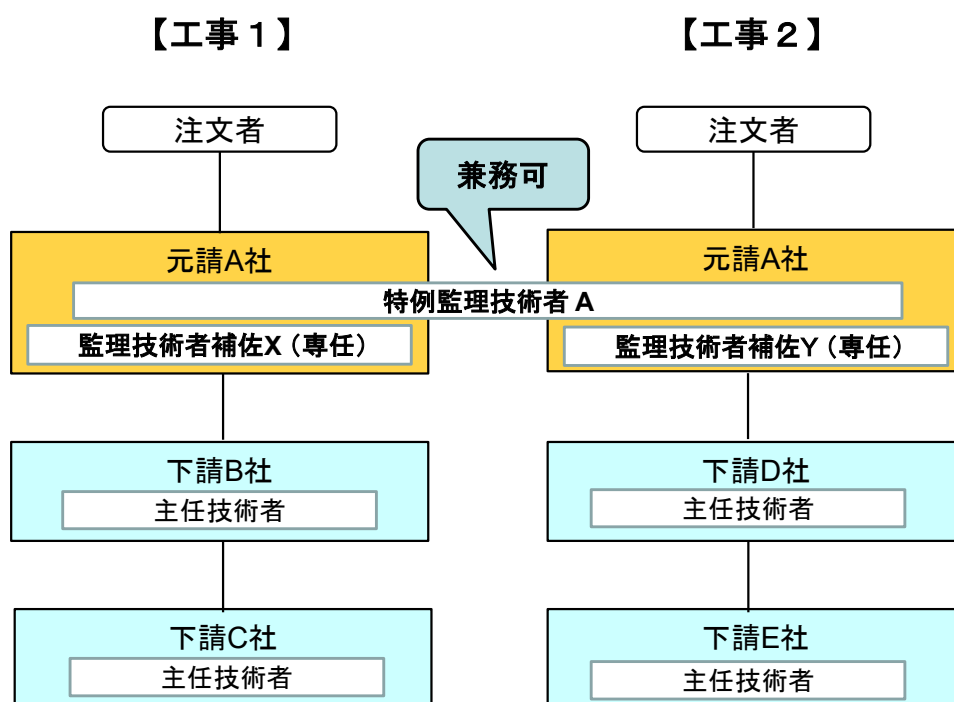 【工事１】
【工事２】
注文者
注文者
兼務可
元請A社
元請A社
特例監理技術者 A
監理技術者補佐X（専任）
監理技術者補佐Y（専任）
下請B社
主任技術者
下請D社
主任技術者
下請C社
主任技術者
下請E社
主任技術者